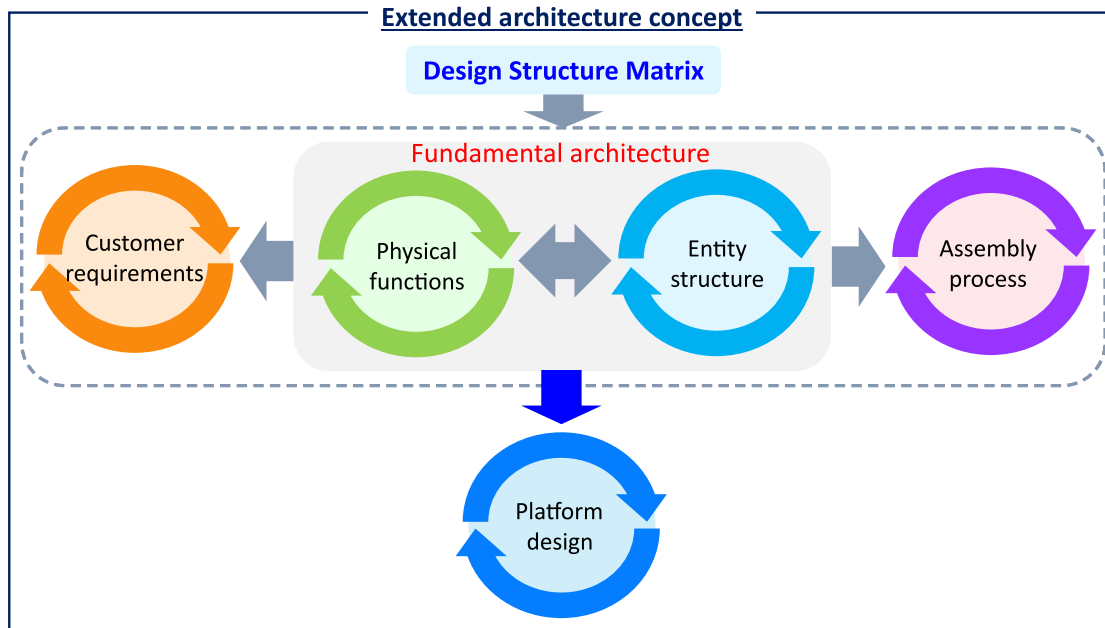 Extended architecture concept
Design Structure Matrix
Fundamental architecture
Customer
requirements
Physical
functions
Entity
structure
Assembly
process
Platform
design